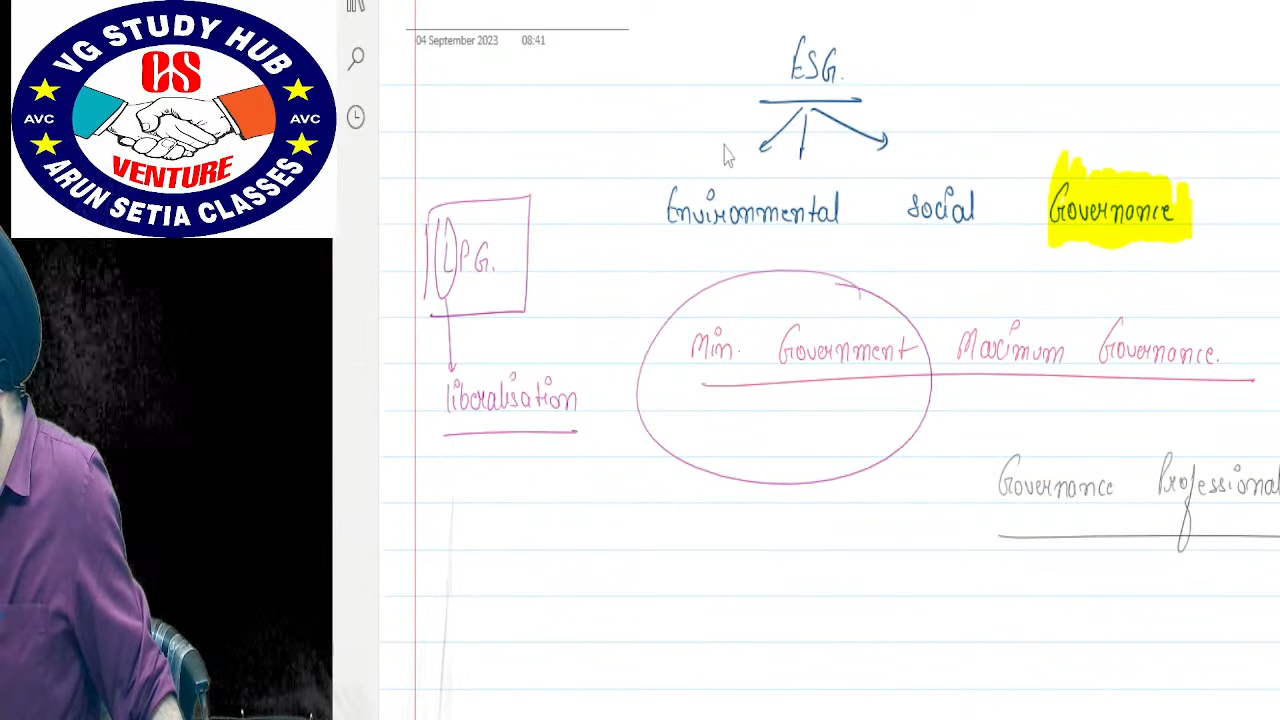 VG STUDY HUB
CS
AVC AVC
VENTURE
ARUN SETIA CLASSES
04 September 2023 08:41
ESG.
Environmental Social Governance
LPG.
Min. Government Maximum Governance.
liberalisation
Governance Professional